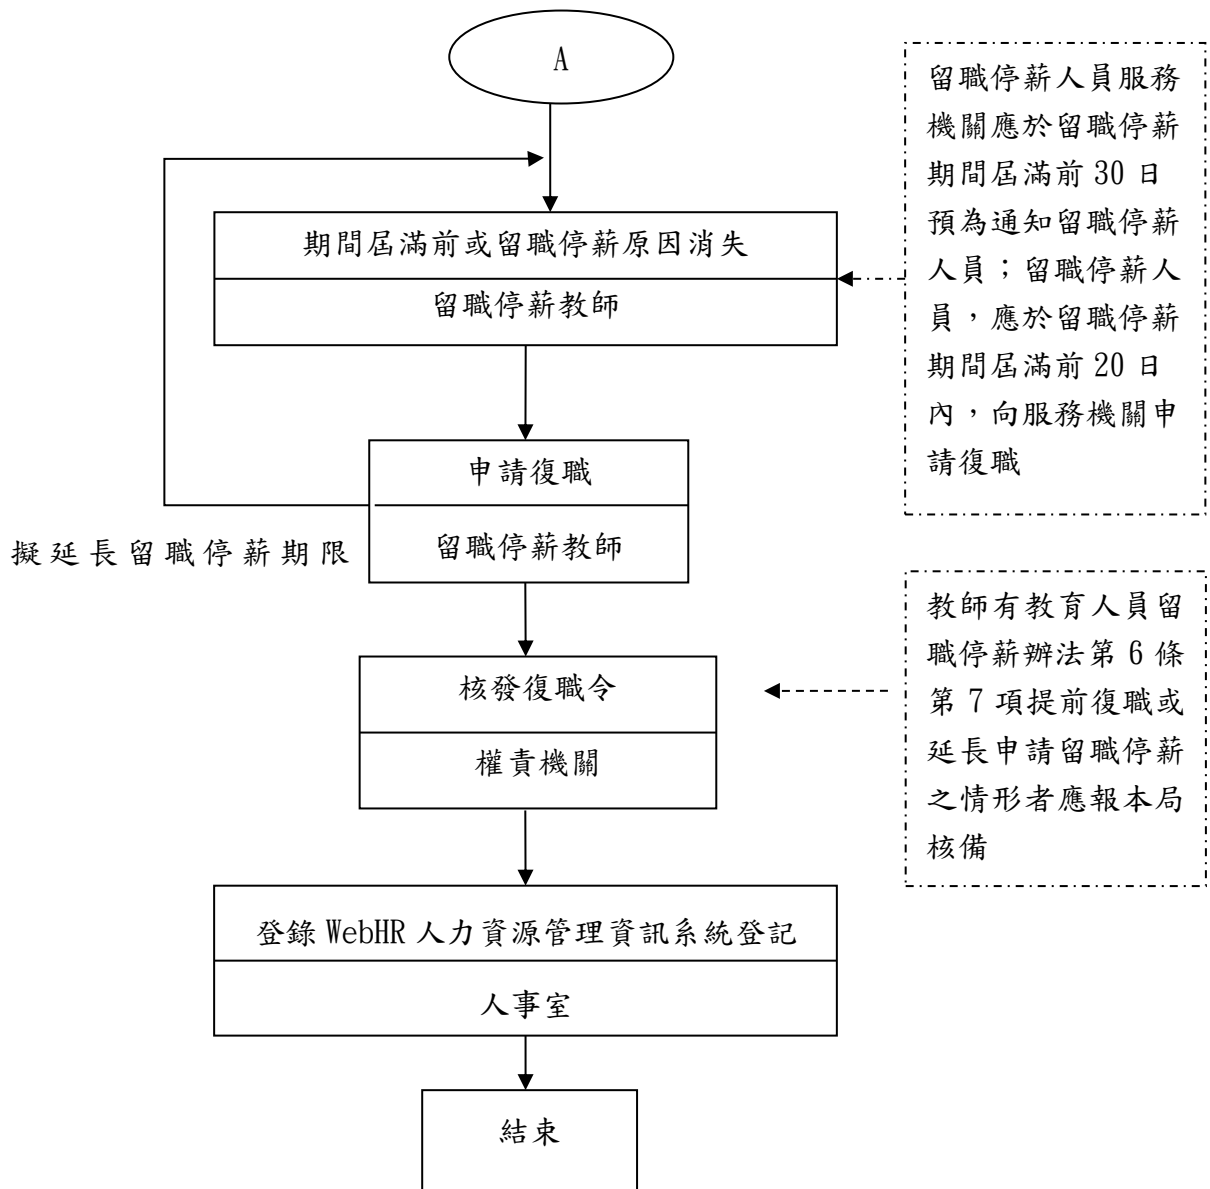 A
留職停薪人員服務
機關應於留職停薪
期間屆滿前 30 日
預為通知留職停薪
人員；留職停薪人
員，應於留職停薪
期間屆滿前 20 日
內，向服務機關申
請復職
期間屆滿前或留職停薪原因消失
留職停薪教師
申請復職
留職停薪教師
擬延長留職停薪期限
教師有教育人員留
職停薪辦法第 6 條
第 7 項提前復職或
延長申請留職停薪
之情形者應報本局
核備
核發復職令
權責機關
登錄 WebHR 人力資源管理資訊系統登記
人事室
結束